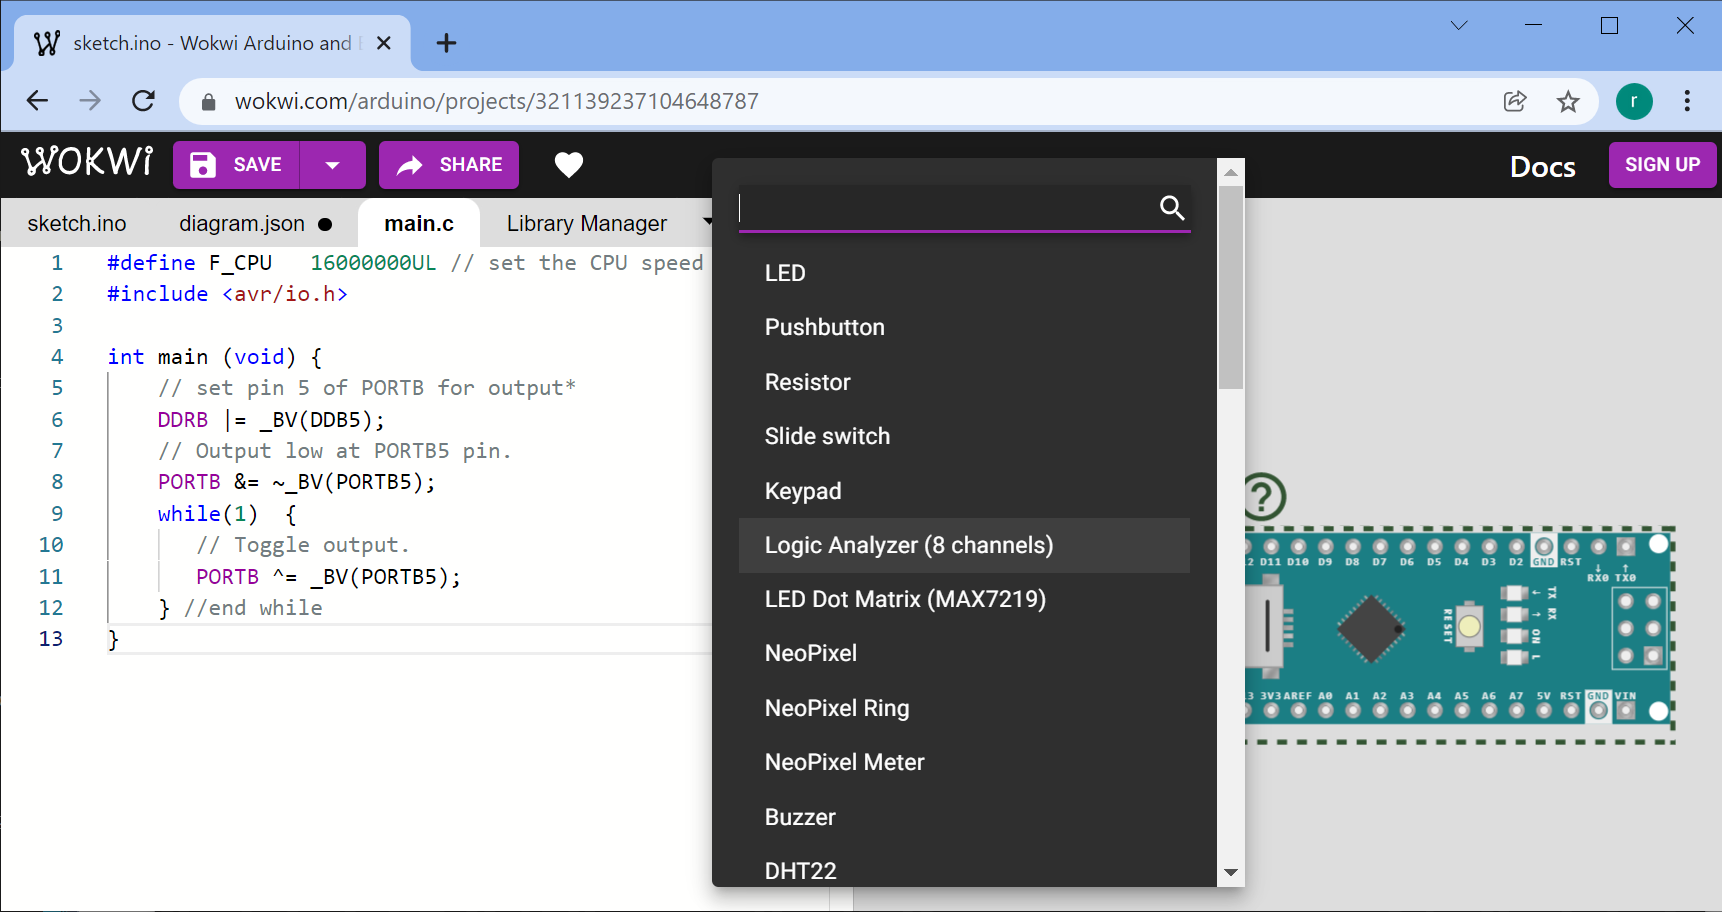 sketch.ino - Wokwi Arduino and
wokwi.com/arduino/projects/321139237104648787
r
WOKWi
SAVE
SHARE
Docs
SIGN UP
sketch.ino
diagram.json ●
main.c
Library Manager
1 #define F_CPU   16000000UL // set the CPU speed
2 #include <avr/io.h>
3
4 int main (void) {
5     // set pin 5 of PORTB for output*
6     DDRB |= _BV(DDB5);
7     // Output low at PORTB5 pin.
8     PORTB &= ~_BV(PORTB5);
9     while(1)  {
10        // Toggle output.
11        PORTB ^= _BV(PORTB5);
12    } //end while
13 }
LED
Pushbutton
Resistor
Slide switch
Keypad
Logic Analyzer (8 channels)
LED Dot Matrix (MAX7219)
NeoPixel
NeoPixel Ring
NeoPixel Meter
Buzzer
DHT22
?
2 D11 D10 D9 D8 D7 D6 D5 D4 D3 D2 GND RST
RX0 TX0
RESET
TX
RX
ON
L
3 3V3 AREF A0 A1 A2 A3 A4 A5 A6 A7 5V RST GND VIN